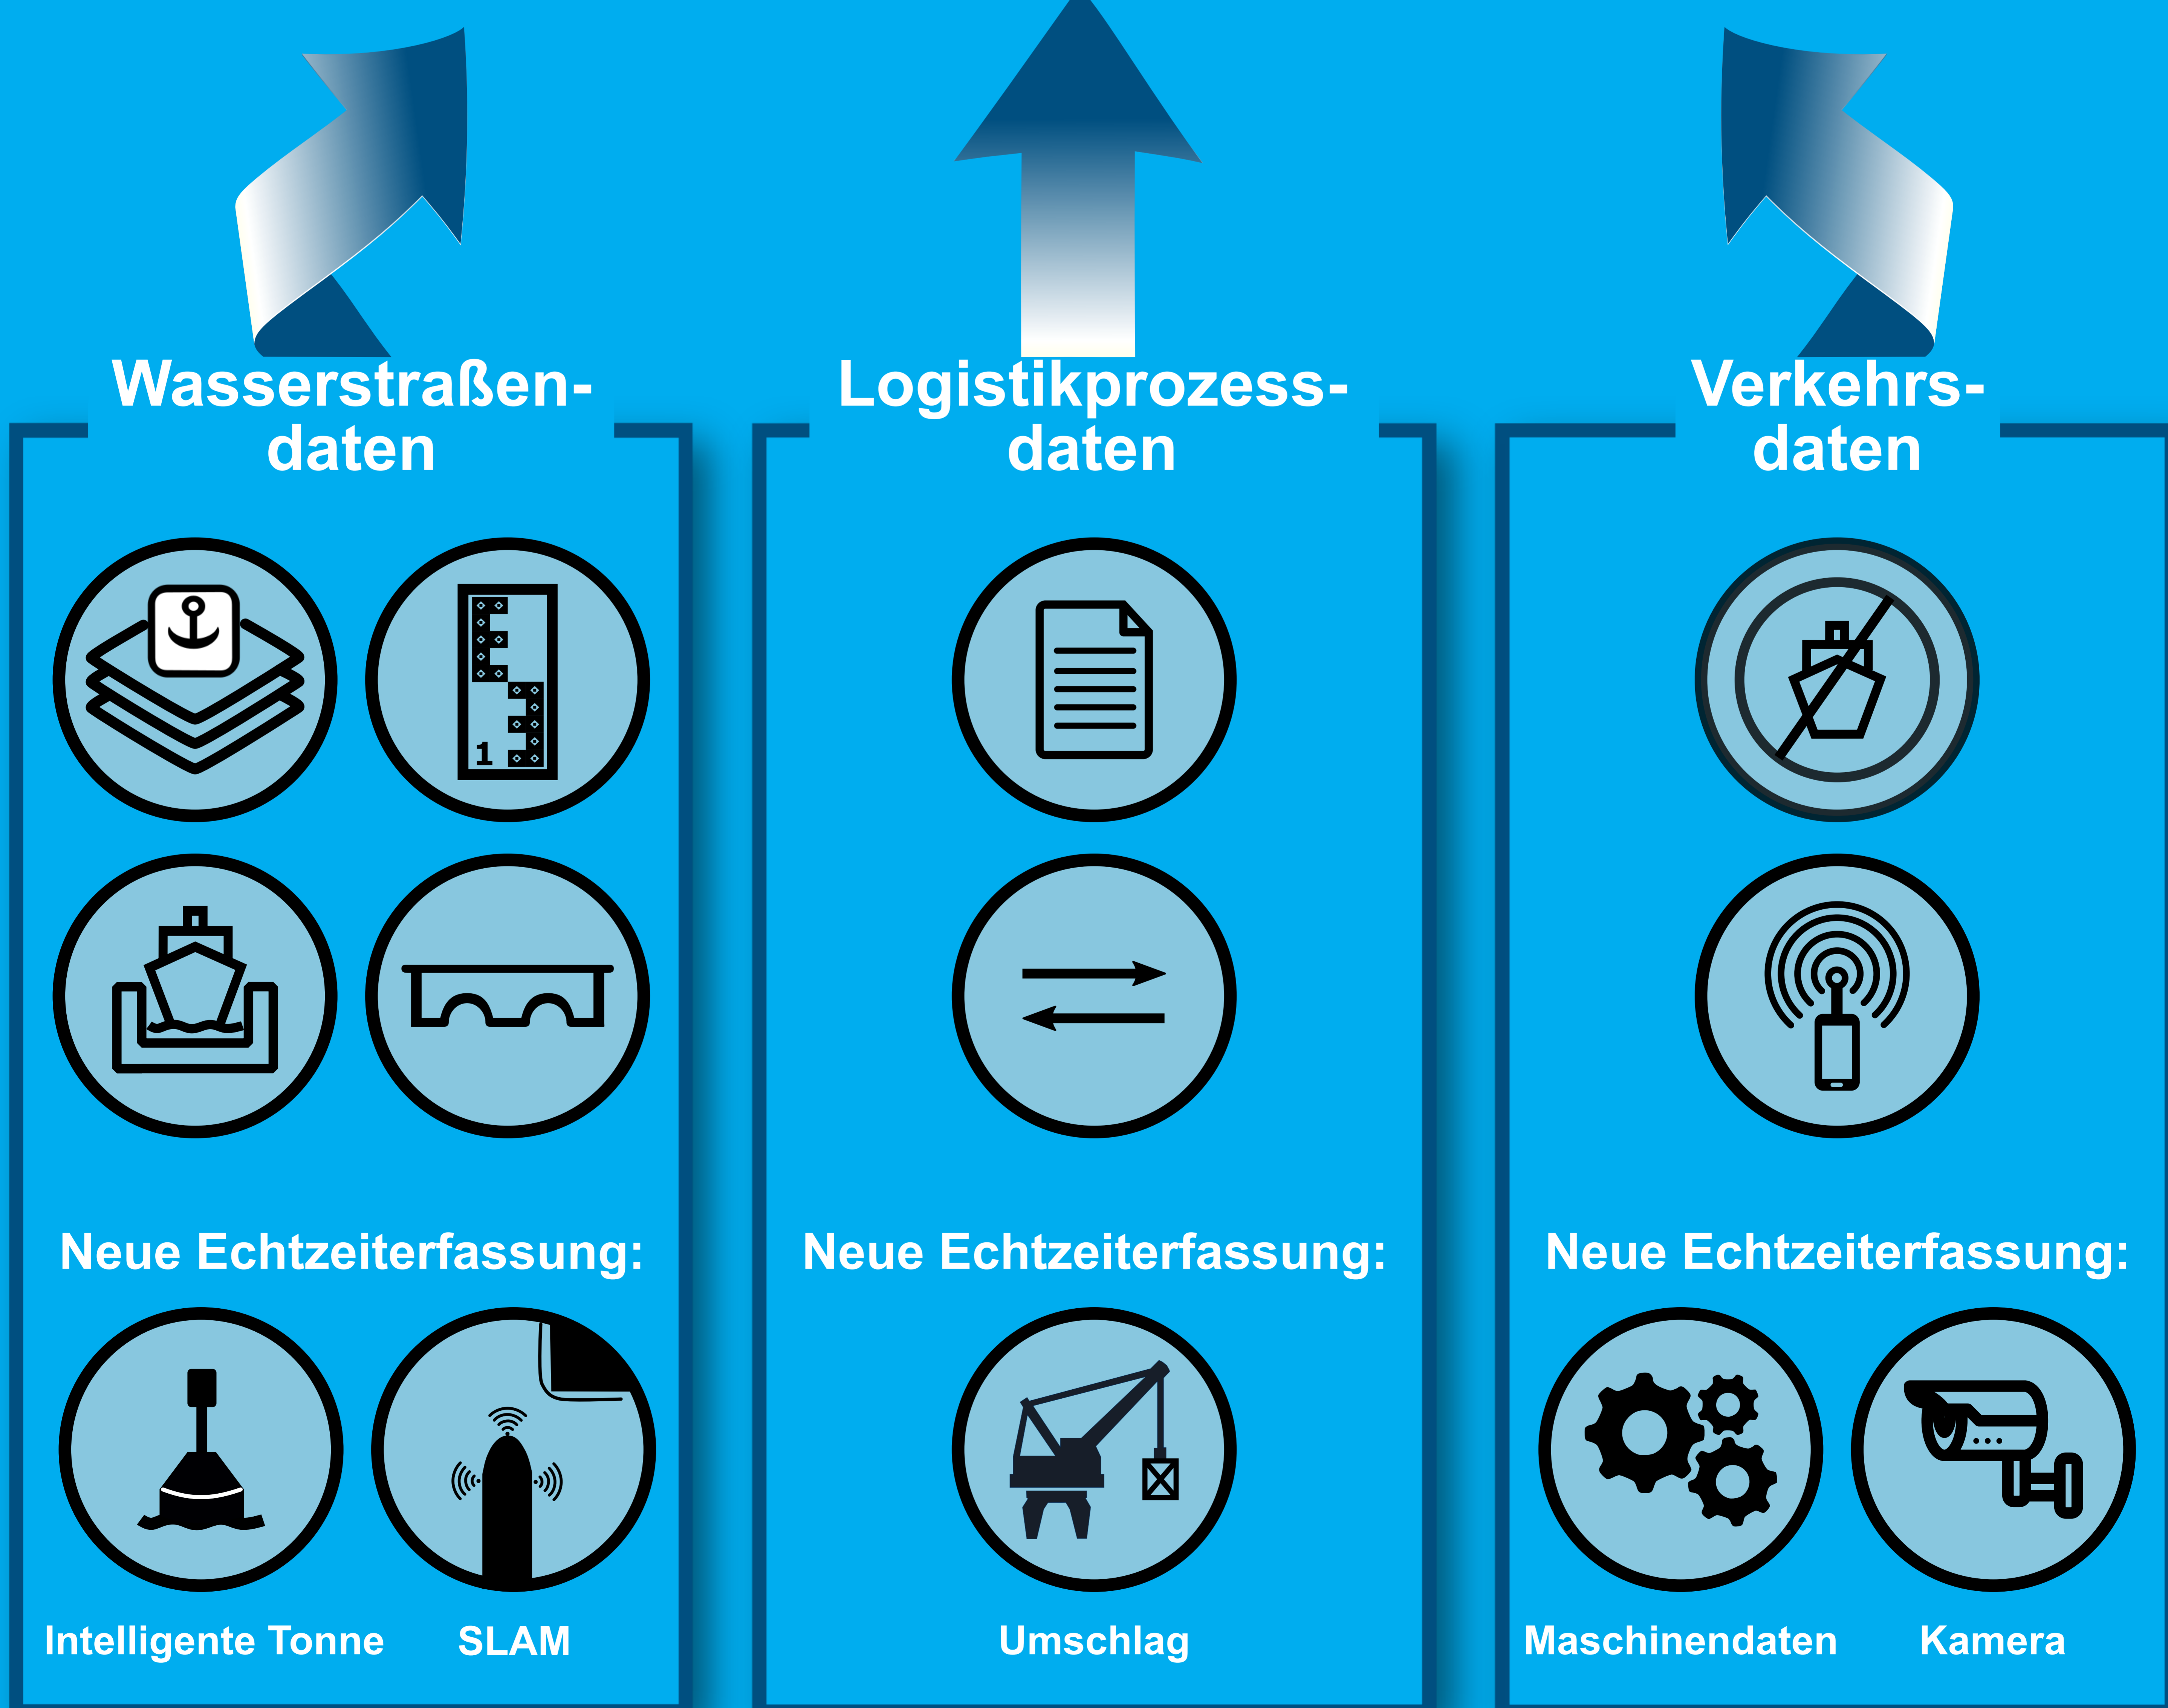 Wasserstraßen-
daten
1
Neue Echtzeiterfassung:
Intelligente Tonne
SLAM
Logistikprozess-
daten
Neue Echtzeiterfassung:
Umschlag
Verkehrs-
daten
Neue Echtzeiterfassung:
Maschinendaten
Kamera